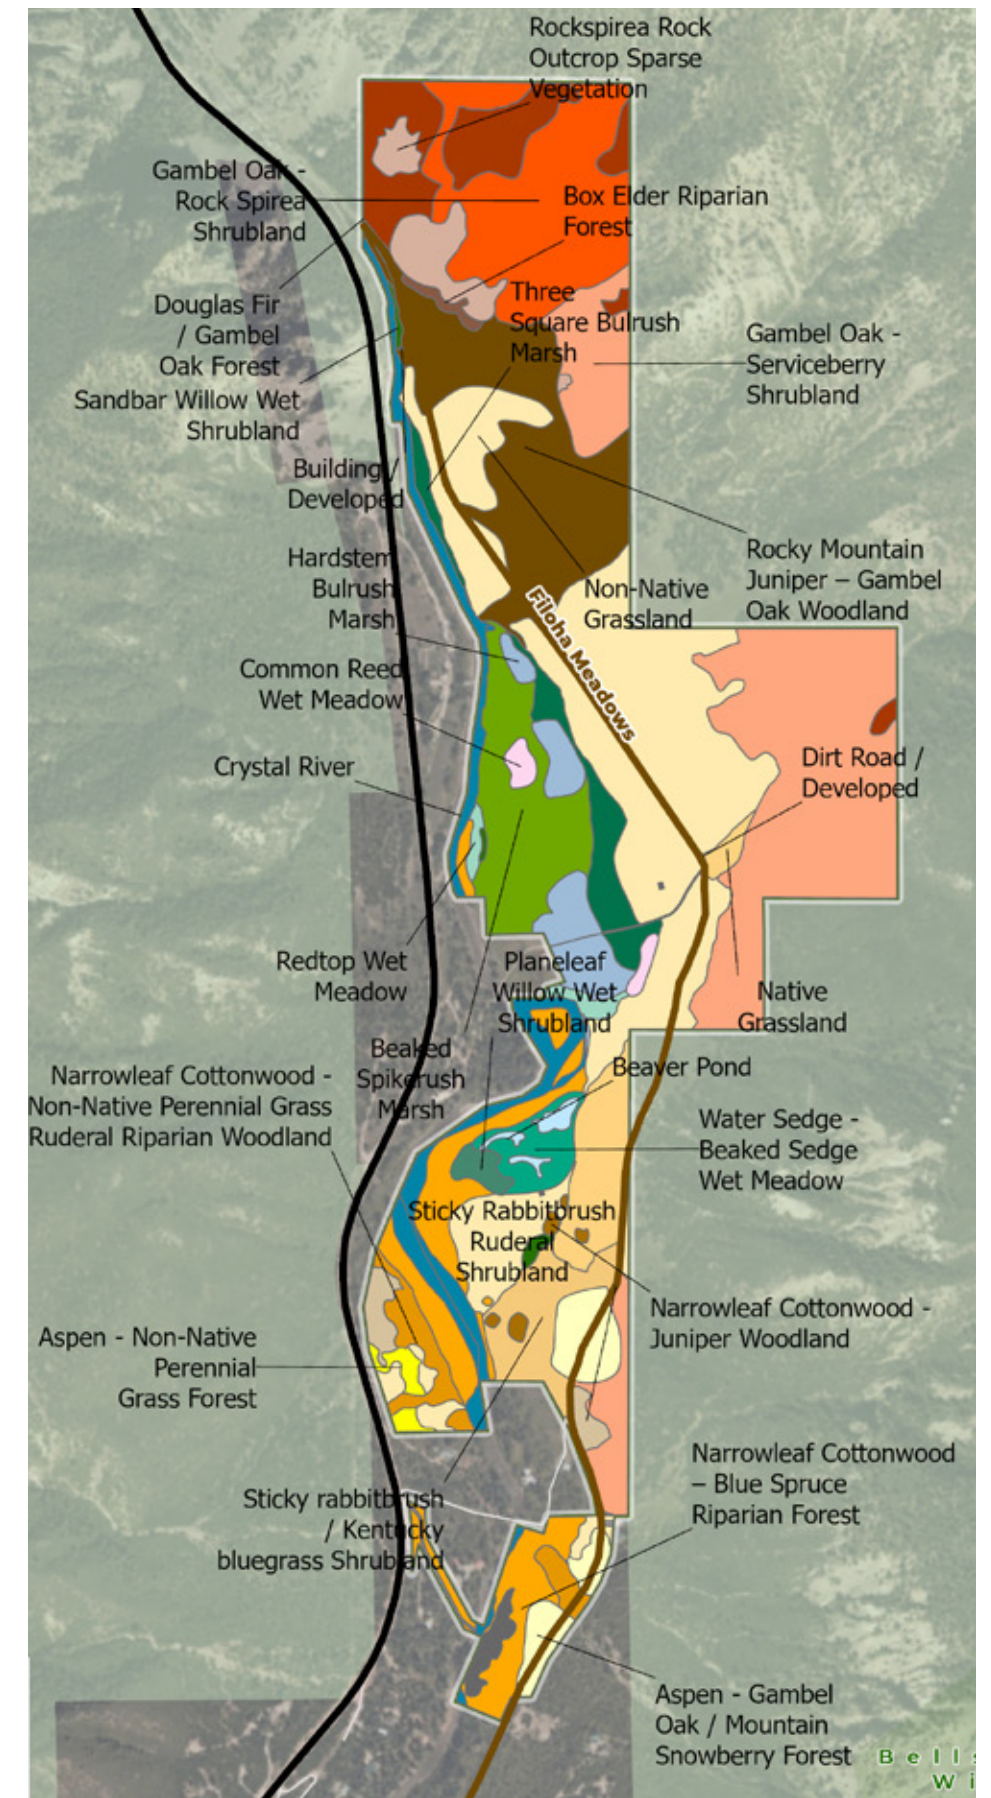 Rockspirea Rock
Outcrop Sparse
Vegetation
Gambel Oak -
Rock Spirea
Shrubland
Box Elder Riparian
Forest
Douglas Fir
/ Gambel
Oak Forest
Three
Square Bulrush
Marsh
Gambel Oak -
Serviceberry
Shrubland
Sandbar Willow Wet
Shrubland
Building /
Developed
Hardstem
Bulrush
Marsh
Rocky Mountain
Juniper – Gambel
Oak Woodland
Non-Native
Grassland
Filoha Meadows
Common Reed
Wet Meadow
Crystal River
Dirt Road /
Developed
Redtop Wet
Meadow
Planeleaf
Willow Wet
Shrubland
Native
Grassland
Beaked
Spikerush
Marsh
Narrowleaf Cottonwood -
Non-Native Perennial Grass
Ruderal Riparian Woodland
Beaver Pond
Water Sedge -
Beaked Sedge
Wet Meadow
Sticky Rabbitbrush
Ruderal
Shrubland
Narrowleaf Cottonwood -
Juniper Woodland
Aspen - Non-Native
Perennial
Grass Forest
Narrowleaf Cottonwood
– Blue Spruce
Riparian Forest
Sticky rabbitbrush
/ Kentucky
bluegrass Shrubland
Aspen - Gambel
Oak / Mountain
Snowberry Forest
Bells
Wi